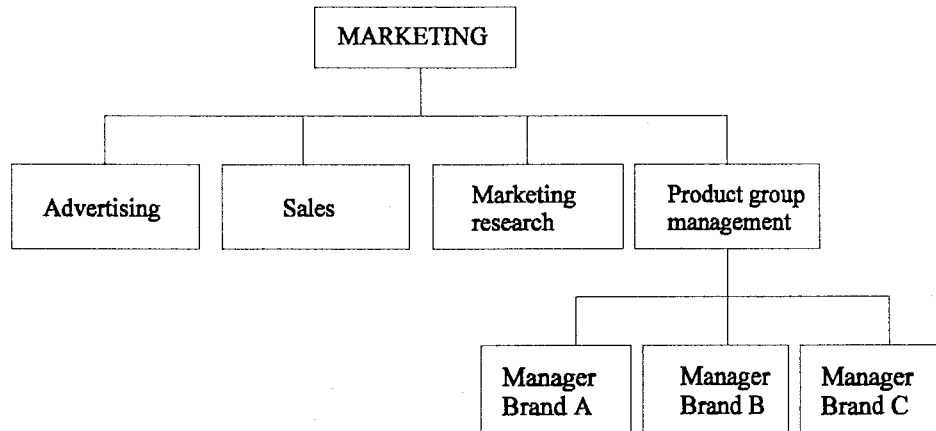 MARKETING
Advertising
Sales
Marketing
research
Product group
management
Manager
Brand A
Manager
Brand B
Manager
Brand C